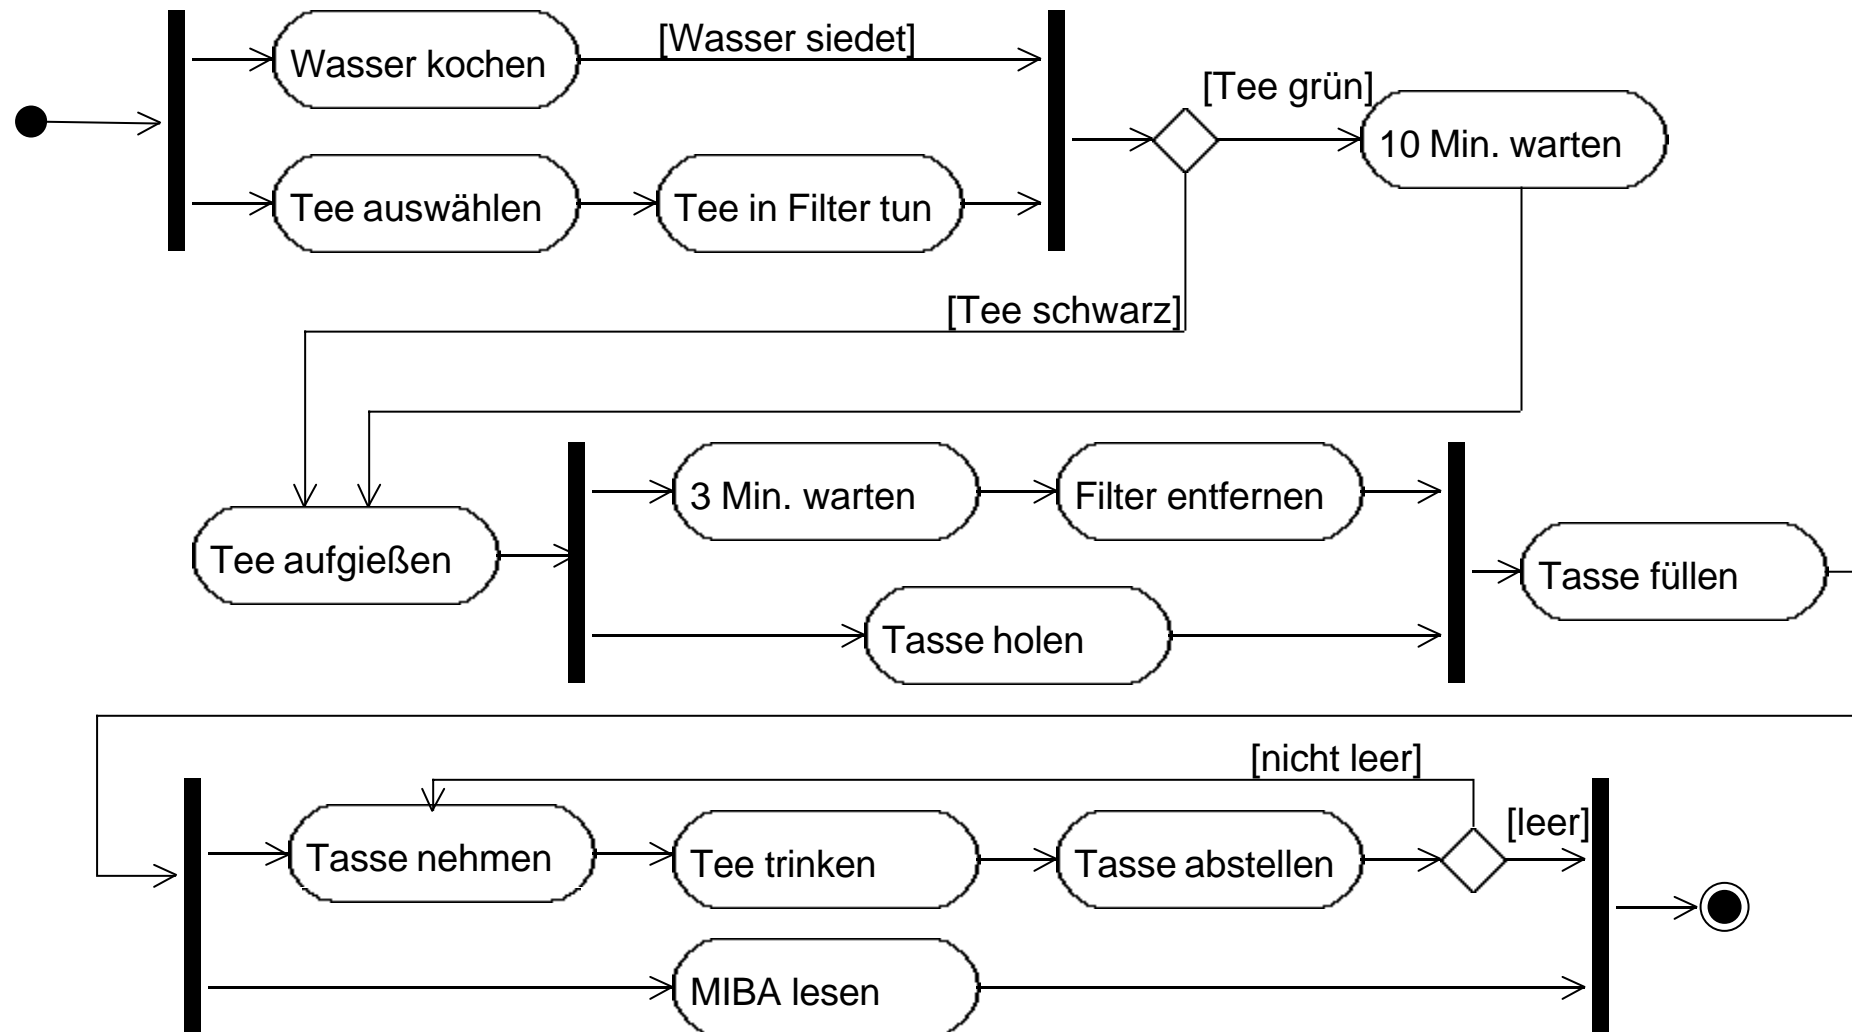 Wasser kochen
[Wasser siedet]
[Tee grün]
10 Min. warten
Tee auswählen
Tee in Filter tun
[Tee schwarz]
3 Min. warten
Filter entfernen
Tee aufgießen
Tasse füllen
Tasse holen
[nicht leer]
[leer]
Tasse nehmen
Tee trinken
Tasse abstellen
MIBA lesen